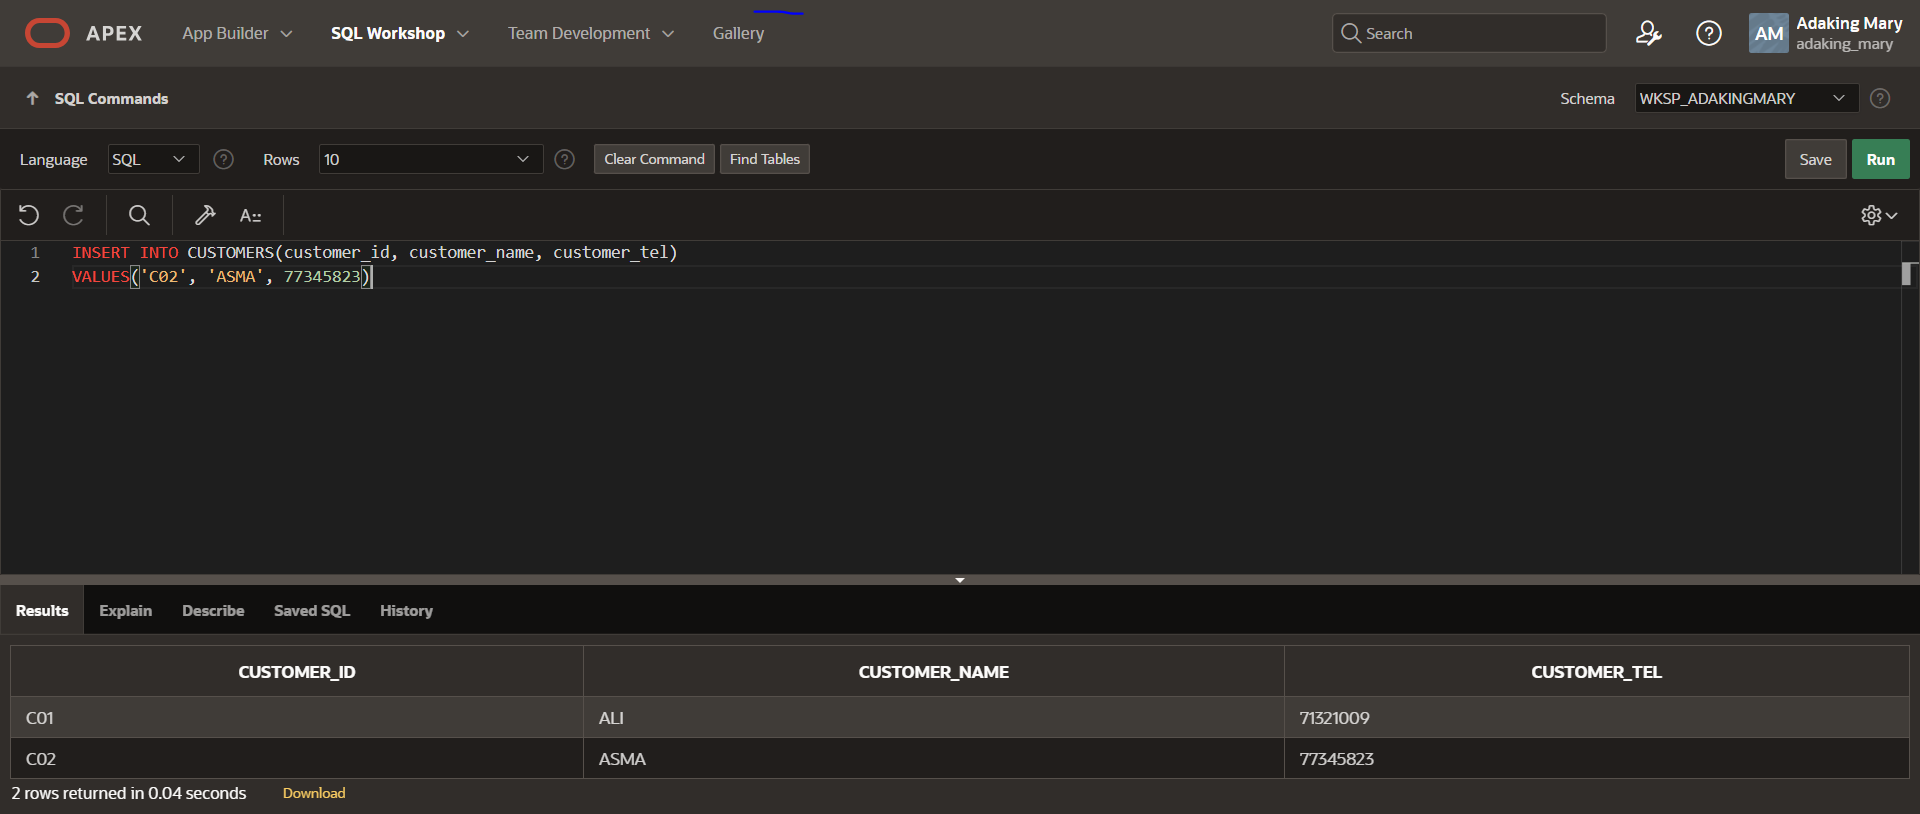 APEX App Builder SQL Workshop Team Development Gallery Search AM Adaking Mary
adaking_mary
SQL Commands Schema WKSP_ADAKINGMARY ?
Language SQL ? Rows 10 ? Clear Command Find Tables Save Run
A::
1 INSERT INTO CUSTOMERS(customer_id, customer_name, customer_tel)
2 VALUES('C02', 'ASMA', 77345823)
Results Explain Describe Saved SQL History
CUSTOMER_ID CUSTOMER_NAME CUSTOMER_TEL
C01 ALI 71321009
C02 ASMA 77345823
2 rows returned in 0.04 seconds Download